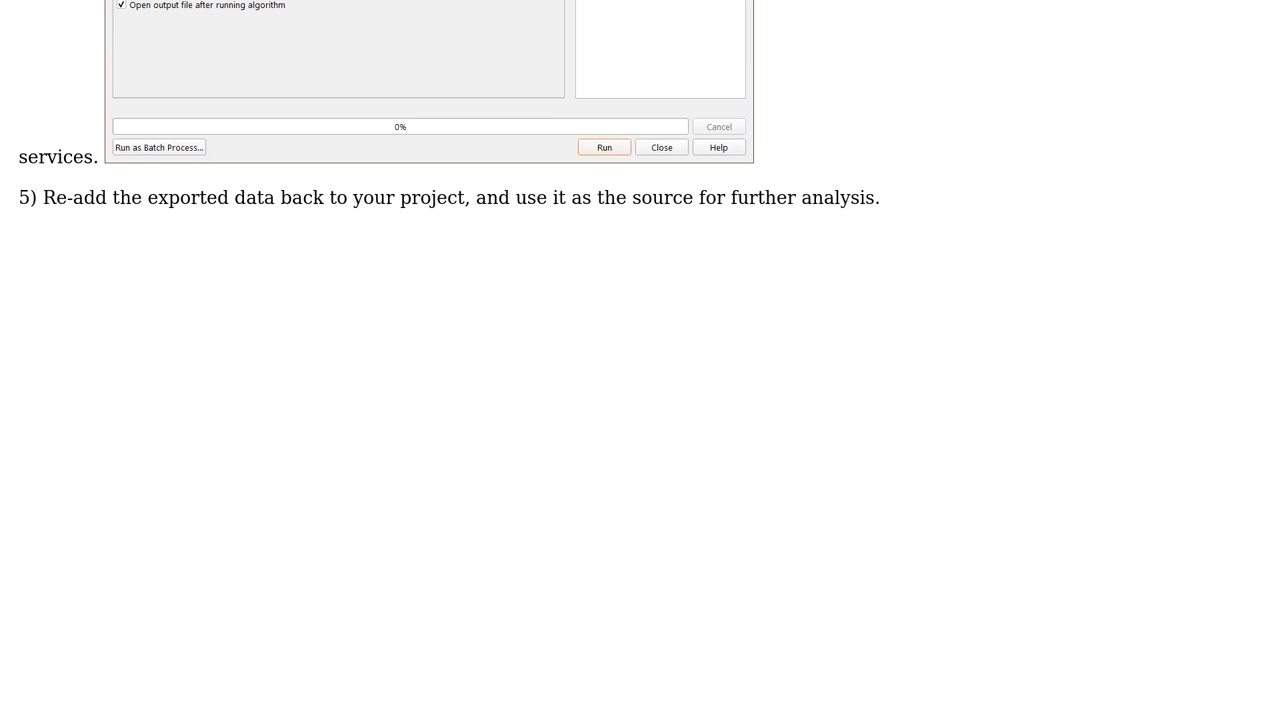 Open output file after running algorithm
0%
Cancel
services.
Run as Batch Process...
Run
Close
Help
5) Re-add the exported data back to your project, and use it as the source for further analysis.